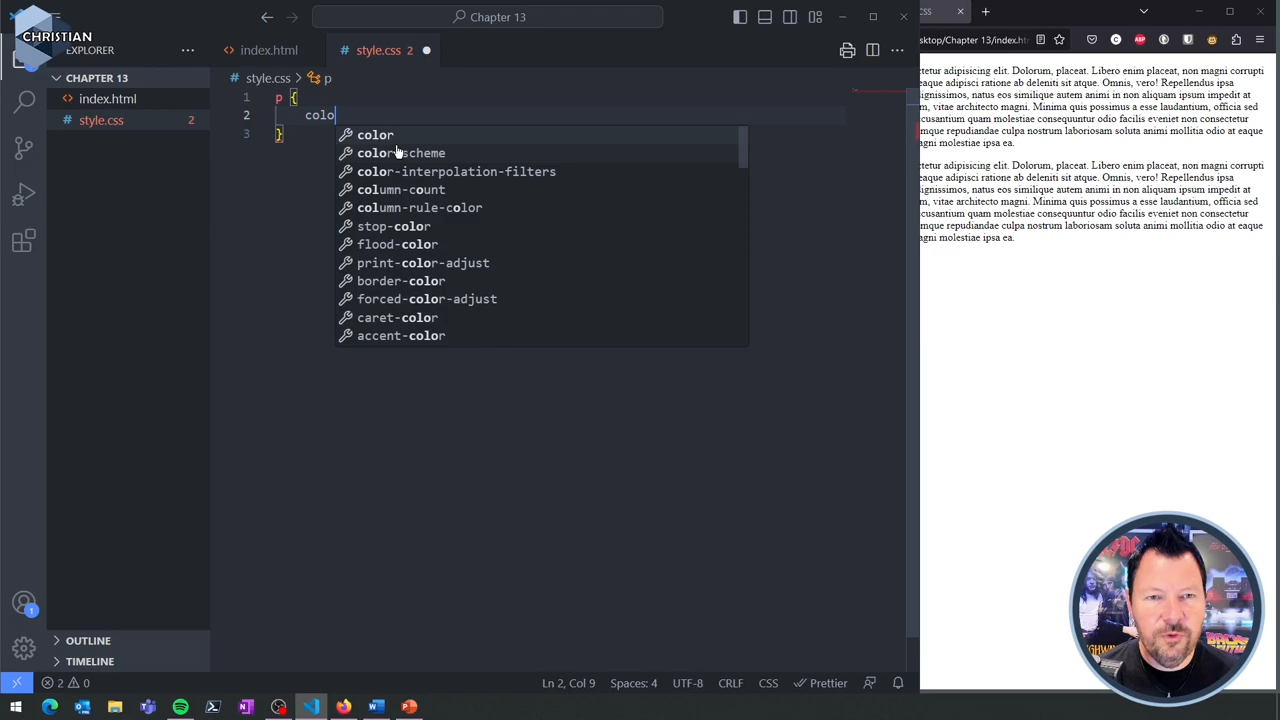 CHRISTIAN
Chapter 13
EXPLORER
index.html
style.css 2
CSS
CHAPTER 13
index.html
style.css 2
style.css > p
1 p {
2 colo
3 }
color
color-scheme
color-interpolation-filters
column-count
column-rule-color
stop-color
flood-color
print-color-adjust
border-color
forced-color-adjust
caret-color
accent-color
sktop/Chapter 13/index.htm
ctetur adipisicing elit. Dolorum, placeat. Libero enim placeat, non magni corrupti
eaque adipisci ratione ab deleniti sit atque. Omnis, vero! Repellendus ipsa
ignissimos, natus eos similique autem animi in aliquam ipsum impedit at
m, vitae architecto magni. Minima quis possimus a esse laudantium, officia sed
cusantium quam molestiae consequuntur odio facilis eveniet non consectetur
mque repudiandae culpa nostrum laboriosam soluta animi mollitia odio at eaque
agni molestiae ipsa ea.
ctetur adipisicing elit. Dolorum, placeat. Libero enim placeat, non magni corrupti
eaque adipisci ratione ab deleniti sit atque. Omnis, vero! Repellendus ipsa
ignissimos, natus eos similique autem animi in aliquam ipsum impedit at
m, vitae architecto magni. Minima quis possimus a esse laudantium, officia sed
cusantium quam molestiae consequuntur odio facilis eveniet non consectetur
mque repudiandae culpa nostrum laboriosam soluta animi mollitia odio at eaque
agni molestiae ipsa ea.
OUTLINE
TIMELINE
2 0
Ln 2, Col 9
Spaces: 4
UTF-8
CRLF
CSS
Prettier